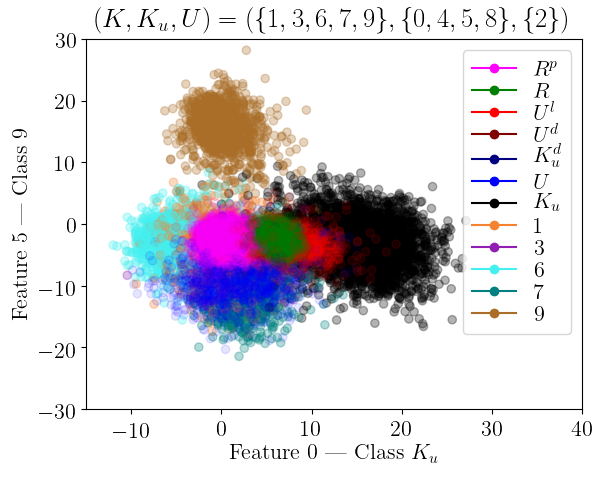 (K, K_u, U) = ({1, 3, 6, 7, 9}, {0, 4, 5, 8}, {2})
30
20
10
0
−10
−20
−30
Feature 5 — Class 9
R^p
R
U^l
U^d
K_u^d
U
K_u
1
3
6
7
9
−10
0
10
20
30
40
Feature 0 — Class K_u